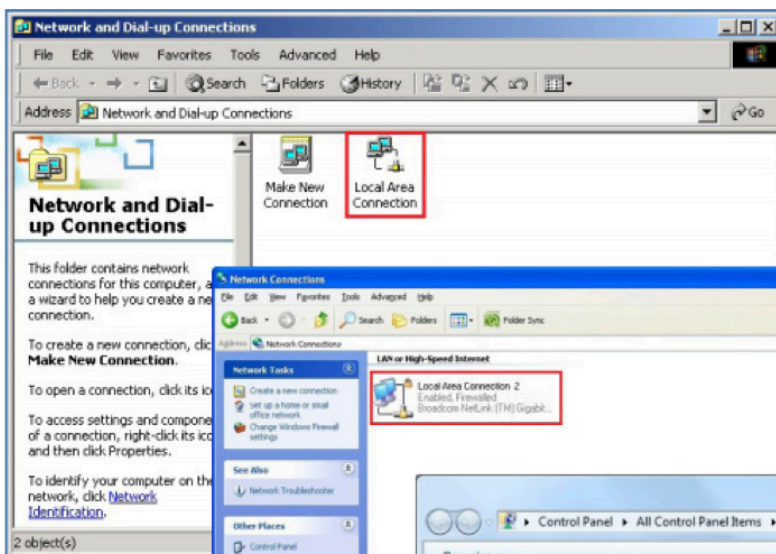 Network and Dial-up Connections
File Edit View Favorites Tools Advanced Help
Back Search Folders History
Address Network and Dial-up Connections Go
Make New
Connection
Local Area
Connection
Network and Dial-
up Connections
This folder contains network
connections for this computer, a
a wizard to help you create a ne
connection.
To create a new connection, clic
Make New Connection.
To open a connection, click its ic
To access settings and compone
of a connection, right-click its ico
and then click Properties.
To identify your computer on the
network, click Network
Identification.
2 object(s)
Network Connections
File Edit View Favorites Tools Advanced Help
Back Search Folders Folder Sync
Address Network Connections
LAN or High-Speed Internet
Network Tasks
Create a new connection
Set up a home or small
office network
Change Windows Firewall
settings
Local Area Connection 2
Enabled, Firewalled
Broadcom NetLink (TM) Gigabit...
See Also
Network Troubleshooter
Other Places
Control Panel
Control Panel All Control Panel Items